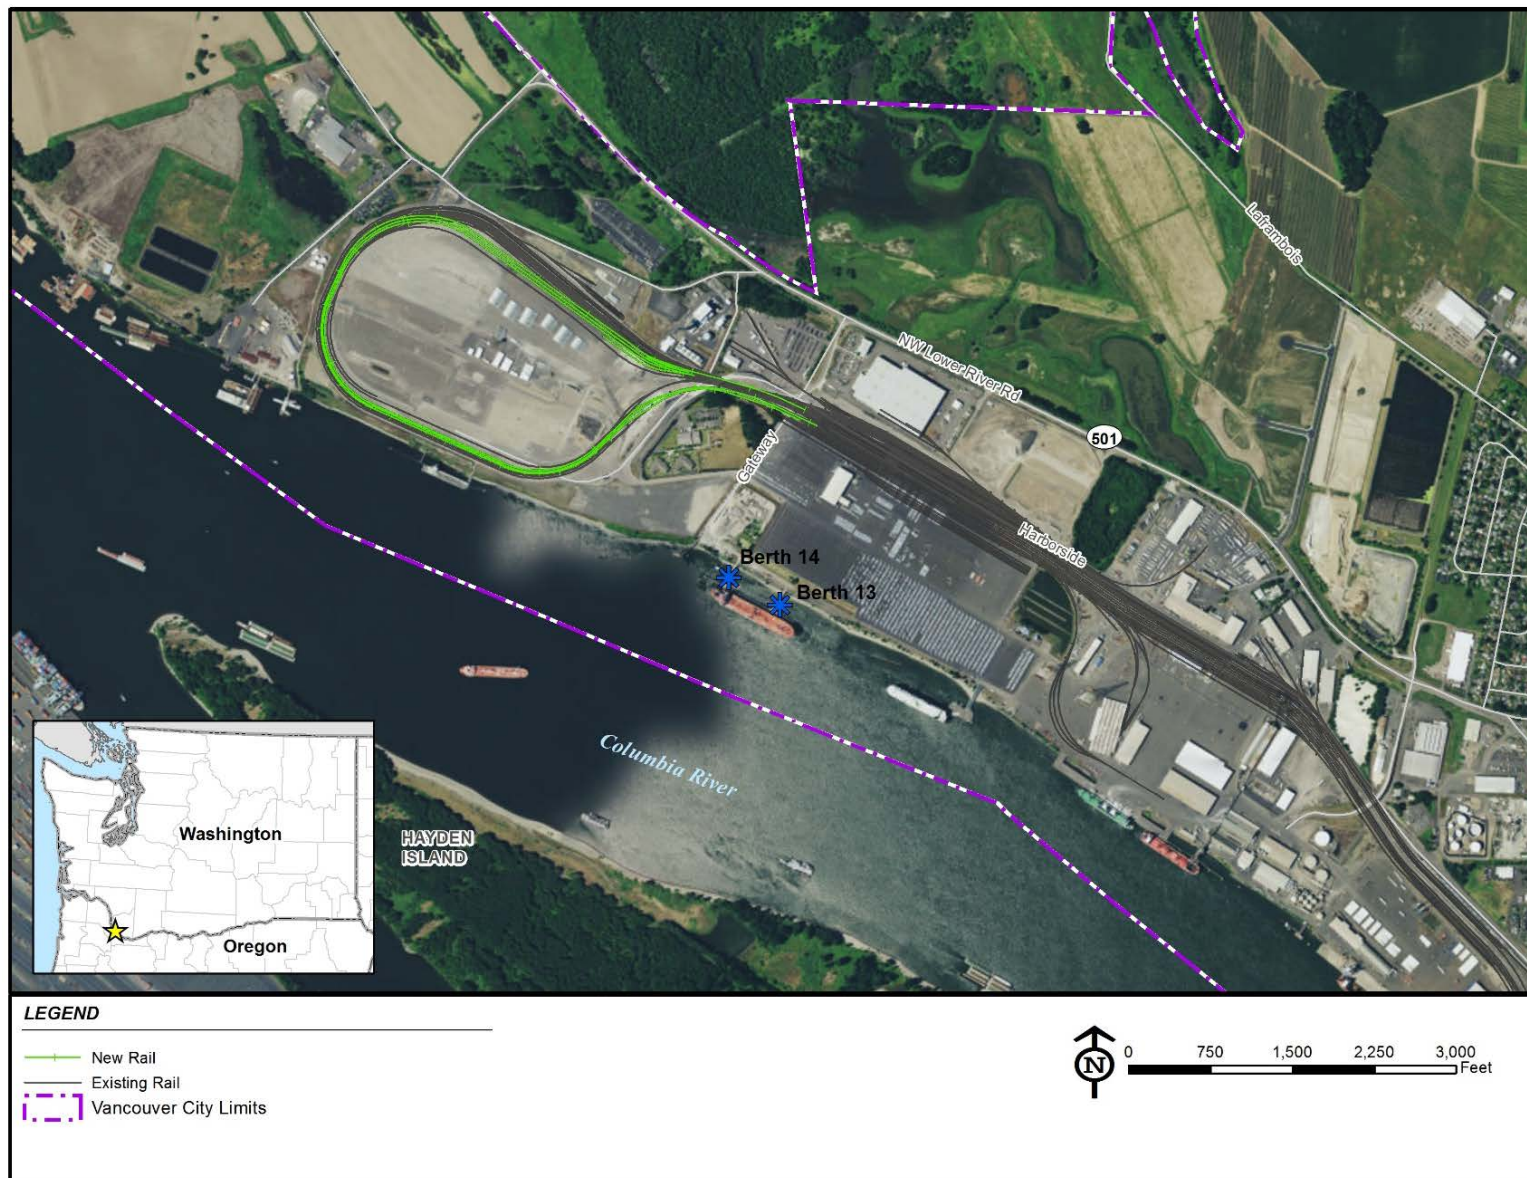 Laframbois
NW Lower River Rd
501
Gateway
Harborside
Berth 14
Berth 13
Columbia River
HAYDEN
ISLAND
Washington
Oregon
LEGEND
New Rail
Existing Rail
Vancouver City Limits
N
0 750 1,500 2,250 3,000
Feet